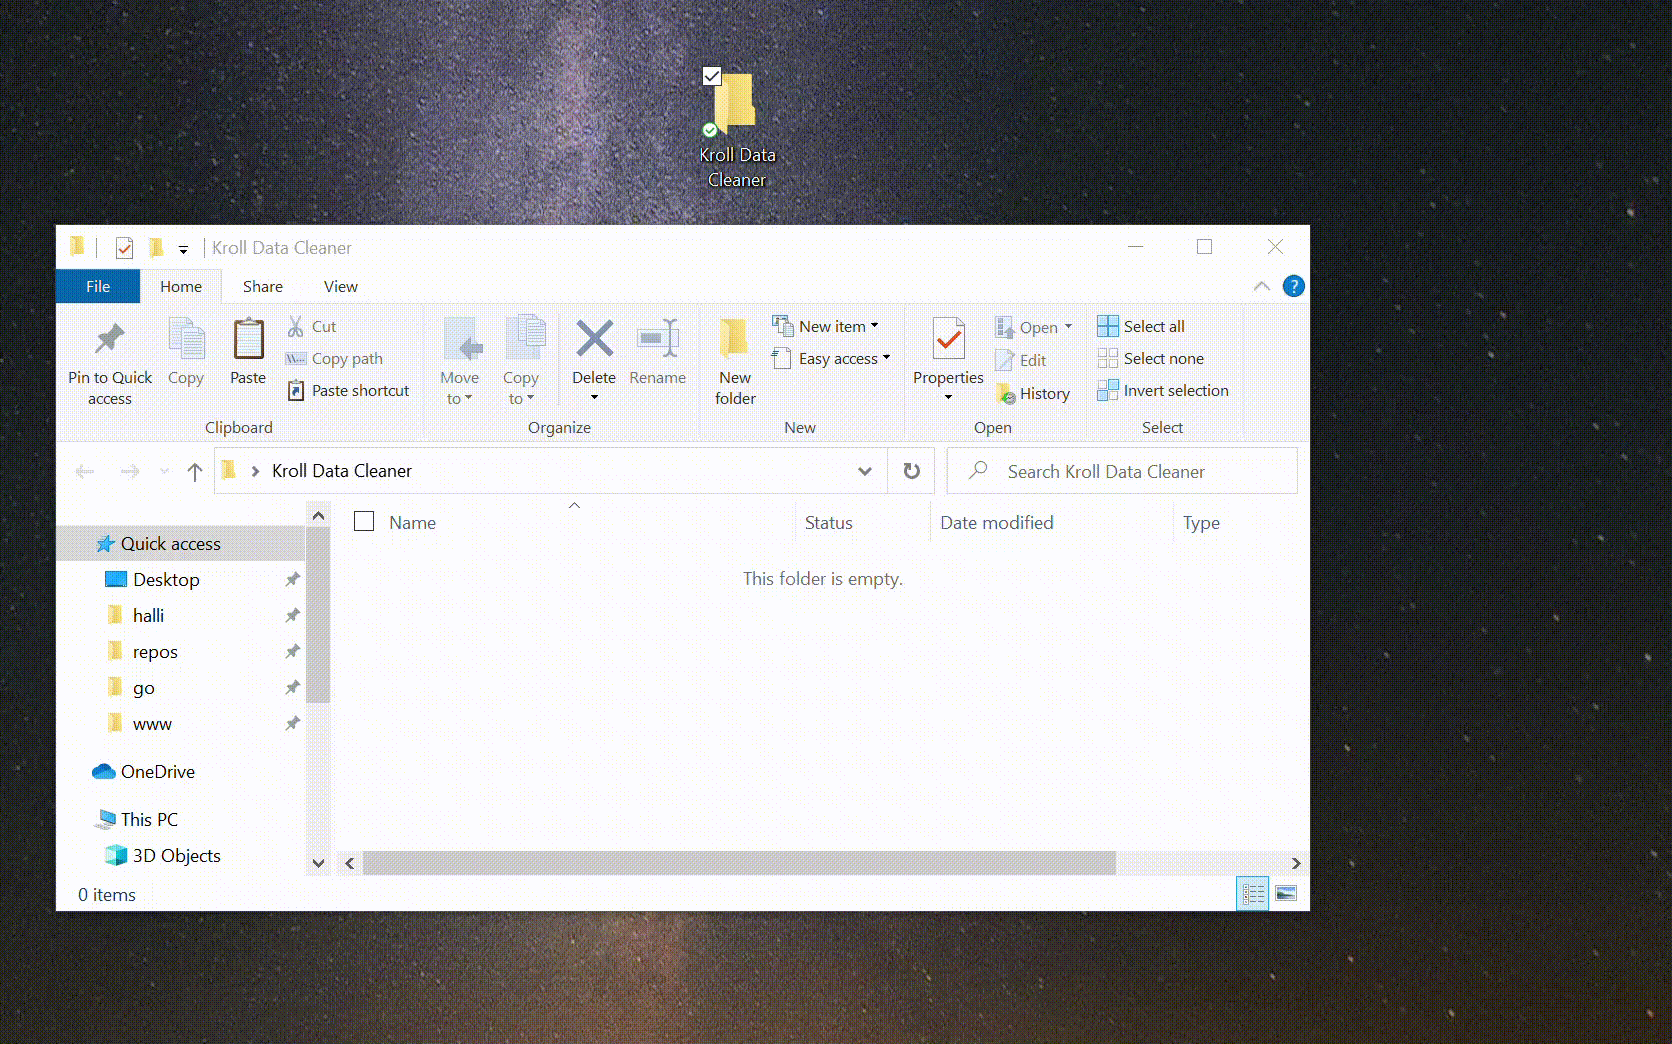 Kroll Data
Cleaner
Kroll Data Cleaner
File
Home
Share
View
?
Pin to Quick
access
Copy
Paste
Cut
Copy path
Paste shortcut
Clipboard
Move
to
Copy
to
Delete
Rename
Organize
New
folder
New item
Easy access
New
Properties
Open
Edit
History
Open
Select all
Select none
Invert selection
Select
Kroll Data Cleaner
Search Kroll Data Cleaner
Quick access
Desktop
halli
repos
go
www
OneDrive
This PC
3D Objects
Name
Status
Date modified
Type
This folder is empty.
0 items